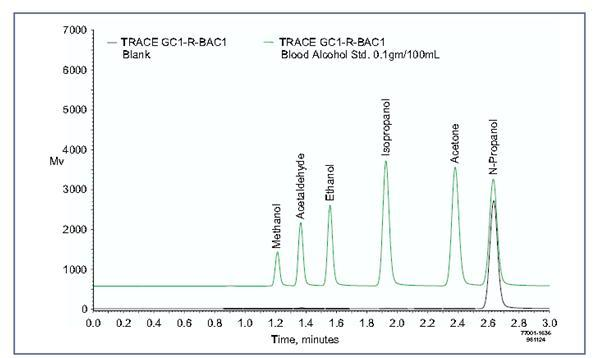 7000
TRACE GC1-R-BAC1
Blank
TRACE GC1-R-BAC1
Blood Alcohol Std. 0.1gm/100mL
6000
5000
4000
Mv
3000
2000
1000
0
Methanol
Acetaldehyde
Ethanol
Isopropanol
Acetone
N-Propanol
0.0 0.2 0.4 0.6 0.8 1.0 1.2 1.4 1.6 1.8 2.0 2.2 2.4 2.6 2.8 3.0
Time, minutes
77001-1636
981124